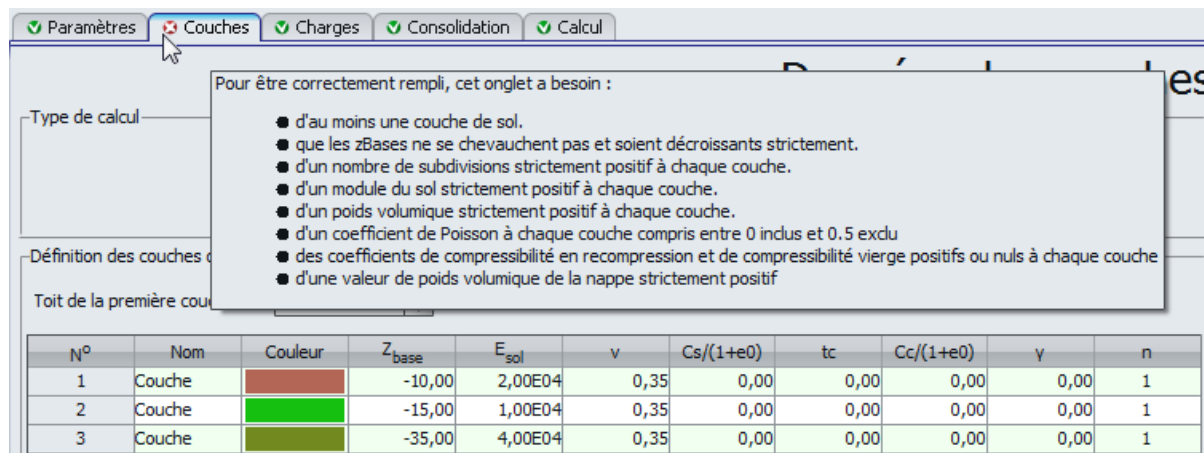 Paramètres Couches Charges Consolidation Calcul
Pour être correctement rempli, cet onglet a besoin :
Type de calcul
d'au moins une couche de sol.
que les zBases ne se chevauchent pas et soient décroissants strictement.
d'un nombre de subdivisions strictement positif à chaque couche.
d'un module du sol strictement positif à chaque couche.
d'un poids volumique strictement positif à chaque couche.
d'un coefficient de Poisson à chaque couche compris entre 0 inclus et 0.5 exclu
Définition des couches
des coefficients de compressibilité en recompression et de compressibilité vierge positifs ou nuls à chaque couche
d'une valeur de poids volumique de la nappe strictement positif
Toit de la première
N° Nom Couleur Zbase Esol ν Cs/(1+e0) tc Cc/(1+e0) γ n
1 Couche -10,00 2,00E04 0,35 0,00 0,00 0,00 0,00 1
2 Couche -15,00 1,00E04 0,35 0,00 0,00 0,00 0,00 1
3 Couche -35,00 4,00E04 0,35 0,00 0,00 0,00 0,00 1